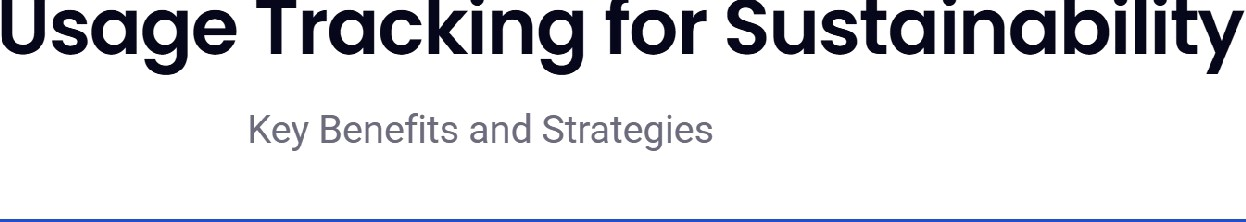 Usage Tracking for Sustainability
Key Benefits and Strategies